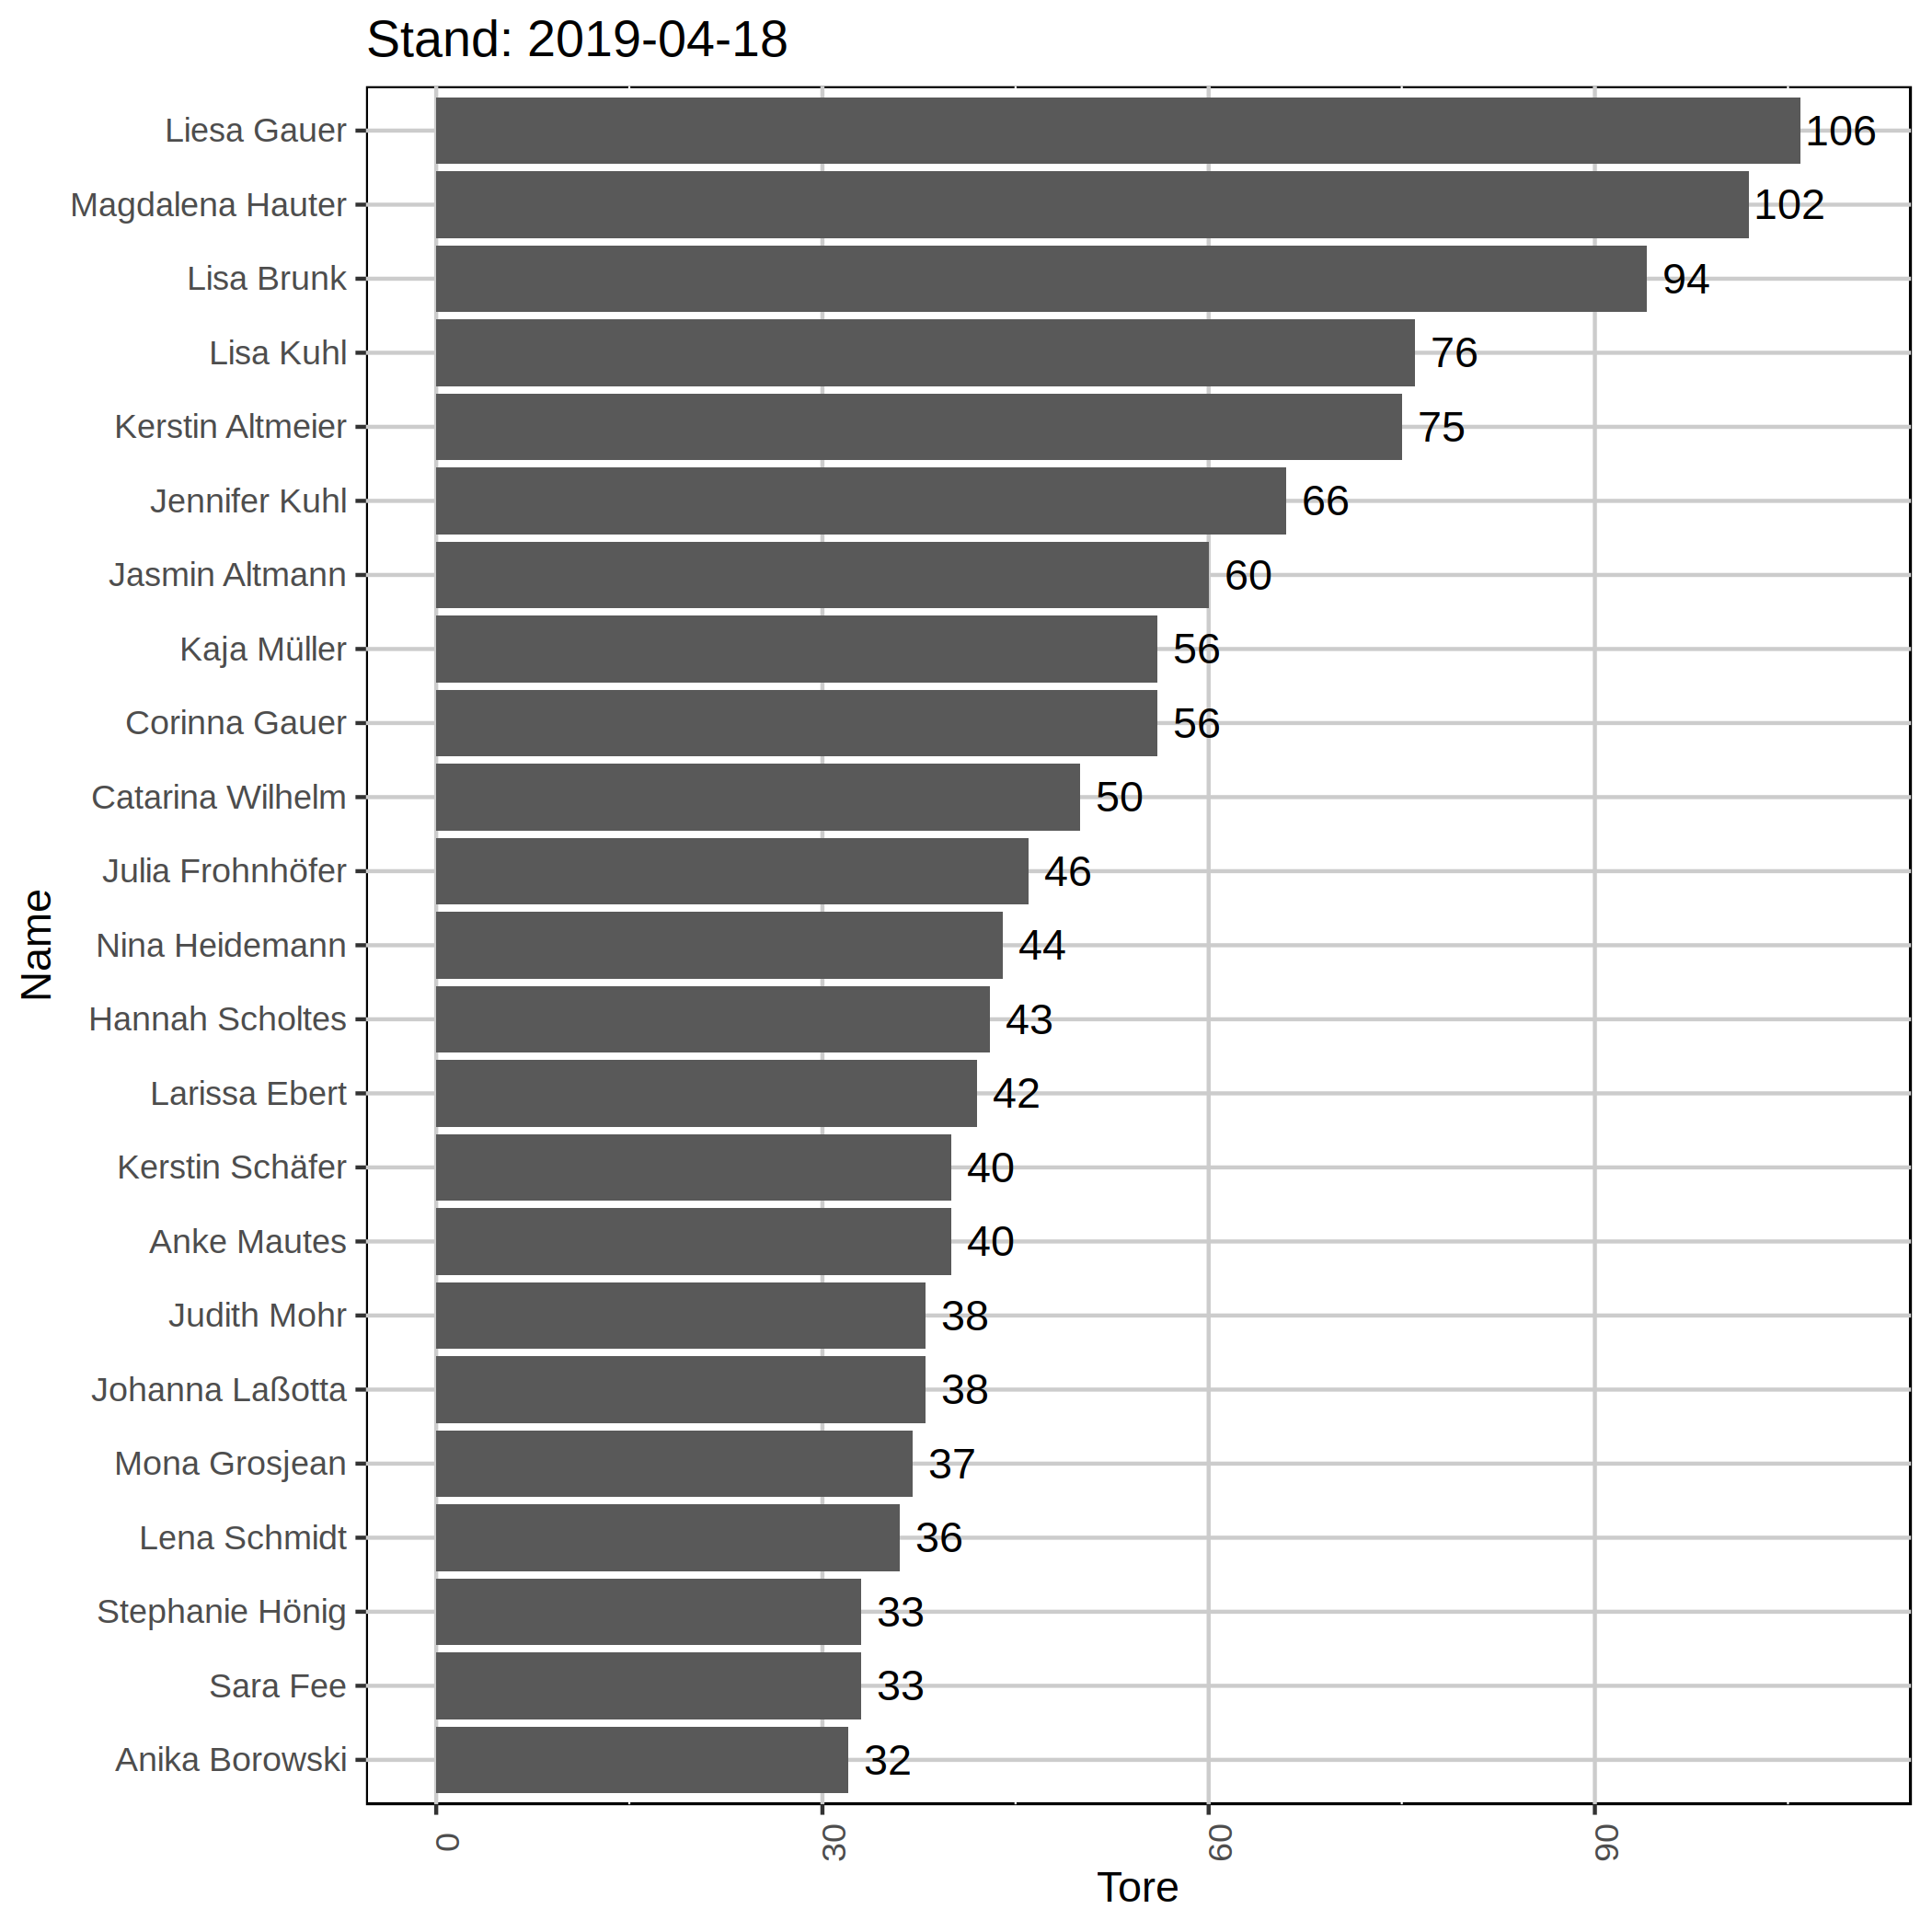 Stand: 2019-04-18
Liesa Gauer 106
Magdalena Hauter 102
Lisa Brunk 94
Lisa Kuhl 76
Kerstin Altmeier 75
Jennifer Kuhl 66
Jasmin Altmann 60
Kaja Müller 56
Corinna Gauer 56
Catarina Wilhelm 50
Julia Frohnhöfer 46
Nina Heidemann 44
Hannah Scholtes 43
Larissa Ebert 42
Kerstin Schäfer 40
Anke Mautes 40
Judith Mohr 38
Johanna Laßotta 38
Mona Grosjean 37
Lena Schmidt 36
Stephanie Hönig 33
Sara Fee 33
Anika Borowski 32
Name
0 30 60 90
Tore